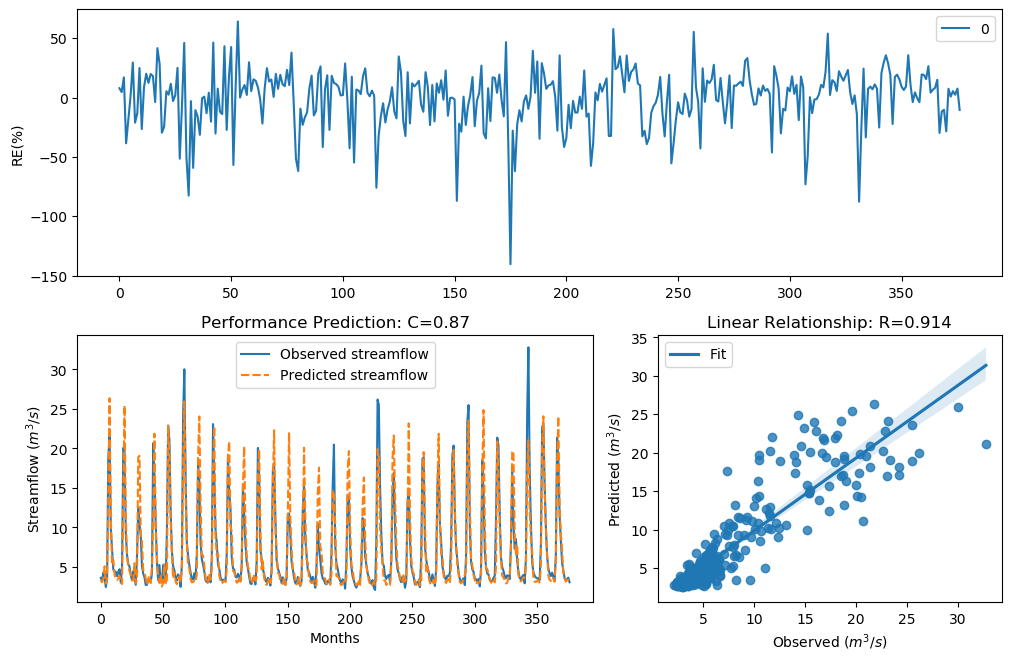 RE(%)
50
0
−50
−100
−150
0
0 50 100 150 200 250 300 350
Performance Prediction: C=0.87
Streamflow (m³/s)
30
25
20
15
10
5
Observed streamflow
Predicted streamflow
0 50 100 150 200 250 300 350
Months
Linear Relationship: R=0.914
Predicted (m³/s)
35
30
25
20
15
10
5
Fit
5 10 15 20 25 30
Observed (m³/s)